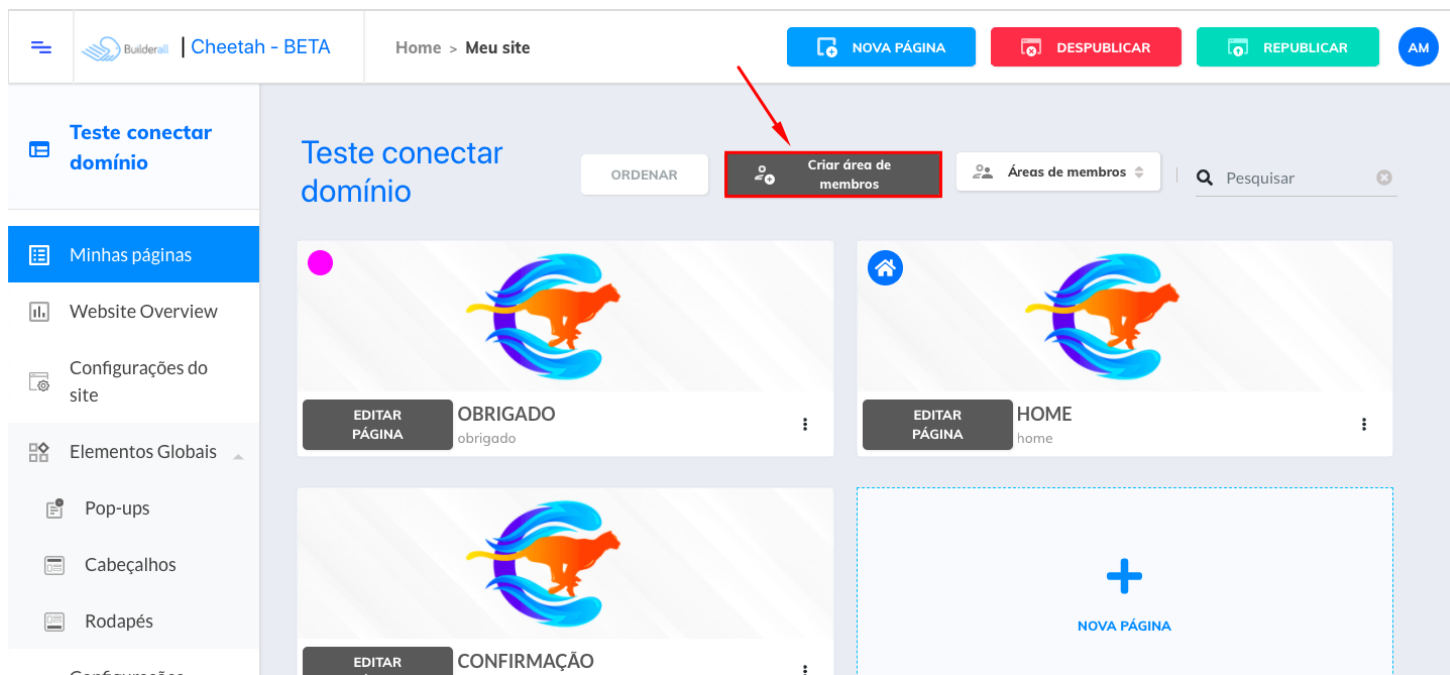 Builderall | Cheetah - BETA
Home > Meu site
NOVA PÁGINA
DESPUBLICAR
REPUBLICAR
AM
Teste conectar
domínio
Minhas páginas
Website Overview
Configurações do
site
Elementos Globais
Pop-ups
Cabeçalhos
Rodapés
Teste conectar
domínio
ORDENAR
Criar área de
membros
Áreas de membros
Pesquisar
EDITAR
PÁGINA
OBRIGADO
obrigado
EDITAR
PÁGINA
HOME
home
EDITAR
CONFIRMAÇÃO
NOVA PÁGINA